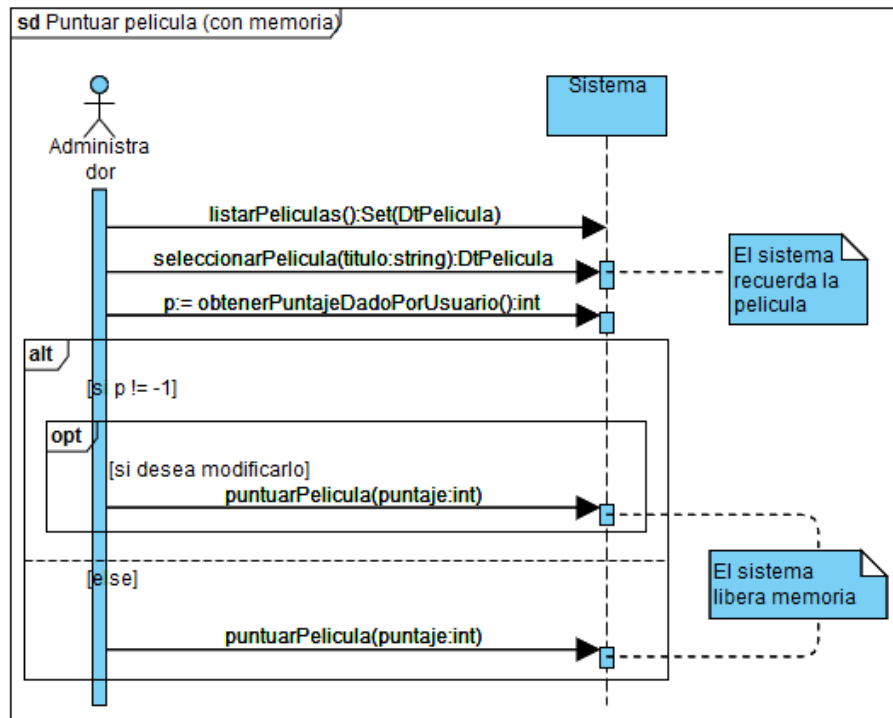 sd Puntuar pelicula (con memoria)
Sistema
Administra
dor
listarPeliculas():Set(DtPelicula)
seleccionarPelicula(titulo:string):DtPelicula
El sistema
recuerda la
pelicula
p:= obtenerPuntajeDadoPorUsuario():int
alt
[si p != -1]
opt
[si desea modificarlo]
puntuarPelicula(puntaje:int)
El sistema
libera memoria
[else]
puntuarPelicula(puntaje:int)